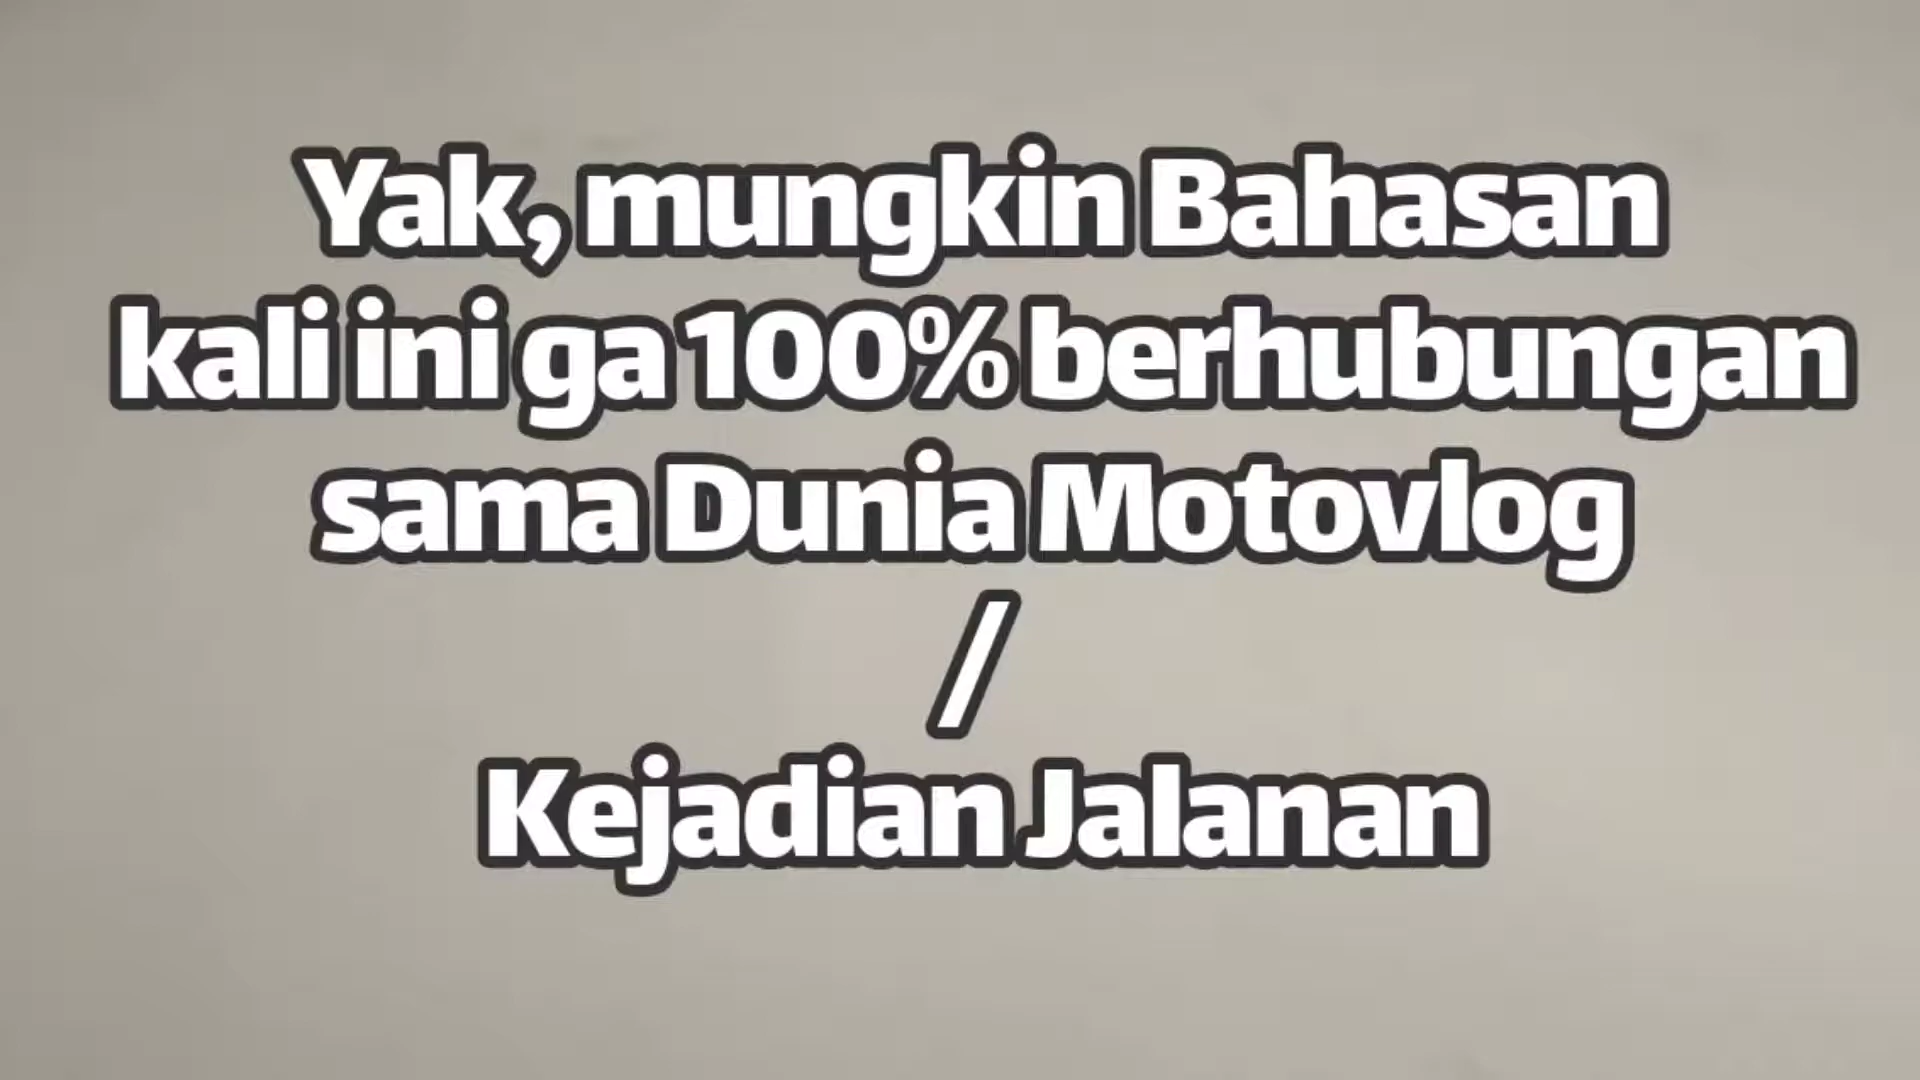 Yak, mungkin Bahasan
kali ini ga 100% berhubungan
sama Dunia Motovlog
/
Kejadian Jalanan